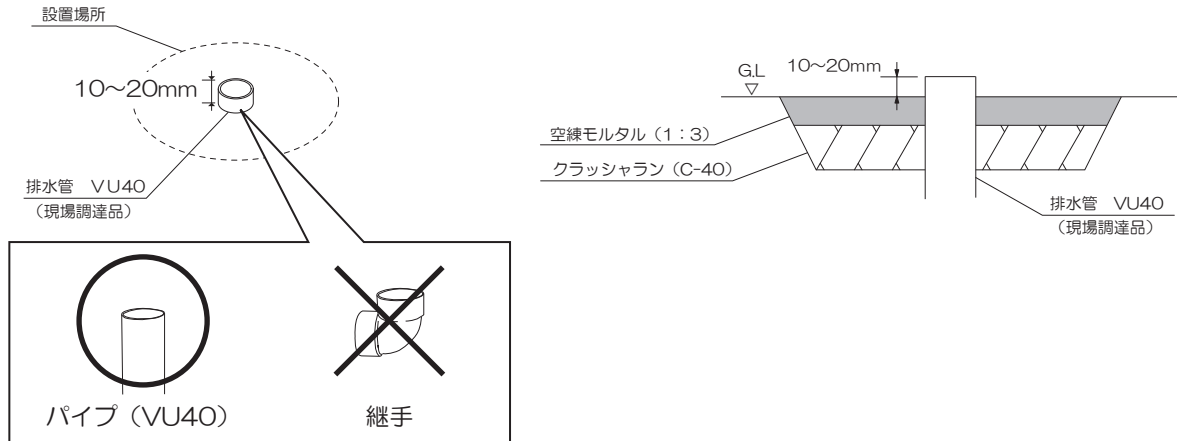 設置場所
10～20mm
排水管 VU40
（現場調達品）
パイプ（VU40）
継手
G.L
▽
10～20mm
空練モルタル（1：3）
クラッシャラン（C-40）
排水管 VU40
（現場調達品）